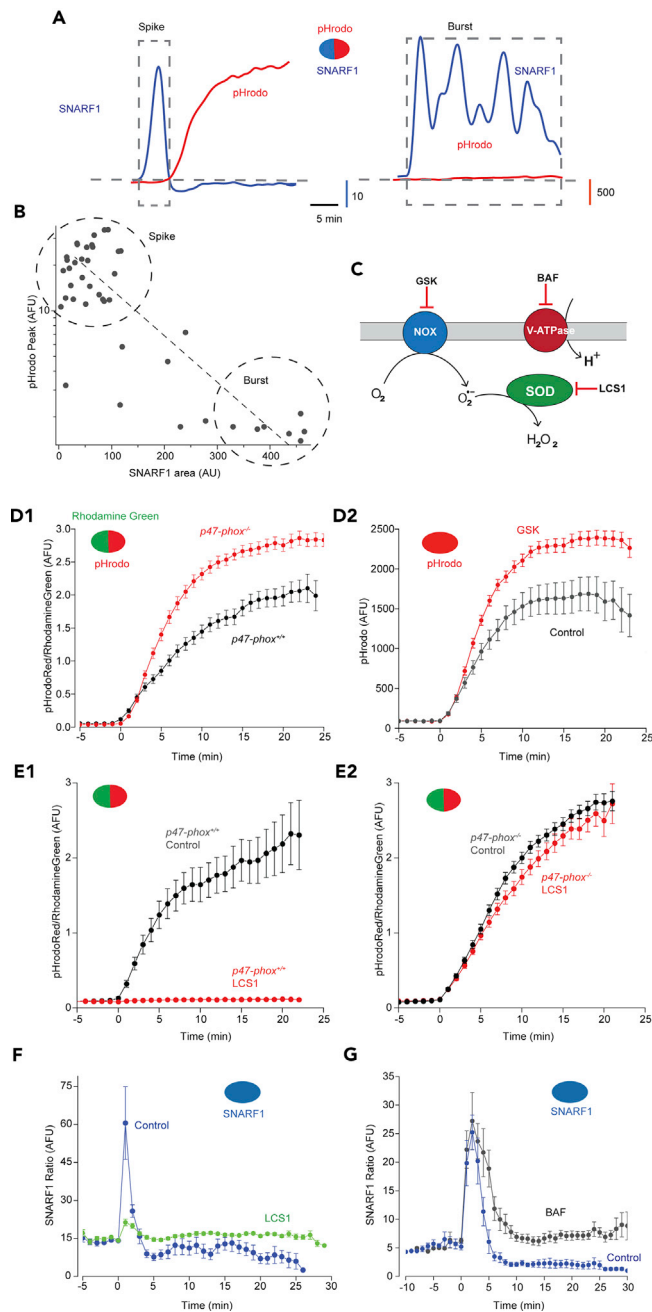 A
Spike
pHrodo
SNARF1
Burst
SNARF1
pHrodo
SNARF1
pHrodo
5 min
10
500
B
Spike
Burst
pHrodo Peak (AFU)
10
0
100
200
300
400
SNARF1 area (AU)
C
GSK
BAF
NOX
V-ATPase
H+
O2
O2•−
SOD
LCS1
H2O2
D1
Rhodamine Green
pHrodo
p47-phox-/-
p47-phox+/+
pHrodoRed/RhodamineGreen (AFU)
3.0
2.5
2.0
1.5
1.0
0.5
0.0
-5 0 5 10 15 20 25
Time (min)
D2
pHrodo
GSK
Control
pHrodo (AFU)
2500
2000
1500
1000
500
0
-5 0 5 10 15 20 25
Time (min)
E1
p47-phox+/+
Control
p47-phox+/+
LCS1
pHrodoRed/RhodamineGreen (AFU)
3
2
1
0
-5 0 5 10 15 20 25
Time (min)
E2
p47-phox-/-
Control
p47-phox-/-
LCS1
pHrodoRed/RhodamineGreen (AFU)
3
2
1
0
-5 0 5 10 15 20 25
Time (min)
F
SNARF1
Control
LCS1
SNARF1 Ratio (AFU)
75
60
45
30
15
0
-5 0 5 10 15 20 25 30
Time (min)
G
SNARF1
BAF
Control
SNARF1 Ratio (AFU)
40
30
20
10
0
-10 -5 0 5 10 15 20 25 30
Time (min)